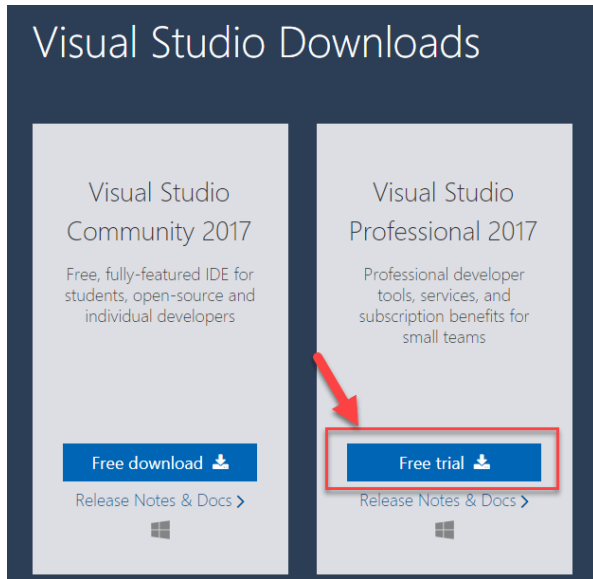 Visual Studio Downloads
Visual Studio
Community 2017
Free, fully-featured IDE for
students, open-source and
individual developers
Free download
Release Notes & Docs >
Visual Studio
Professional 2017
Professional developer
tools, services, and
subscription benefits for
small teams
Free trial
Release Notes & Docs >